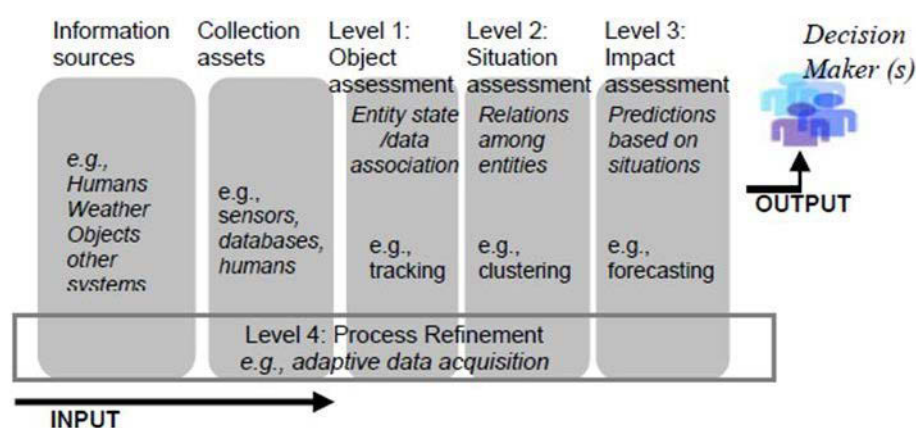 Information
sources
Collection
assets
Level 1:
Object
assessment
Level 2:
Situation
assessment
Level 3:
Impact
assessment
Decision
Maker (s)
e.g.,
Humans
Weather
Objects
other
systems
e.g.,
sensors,
databases,
humans
Entity state
/data
association
e.g.,
tracking
Relations
among
entities
e.g.,
clustering
Predictions
based on
situations
e.g.,
forecasting
OUTPUT
Level 4: Process Refinement
e.g., adaptive data acquisition
INPUT